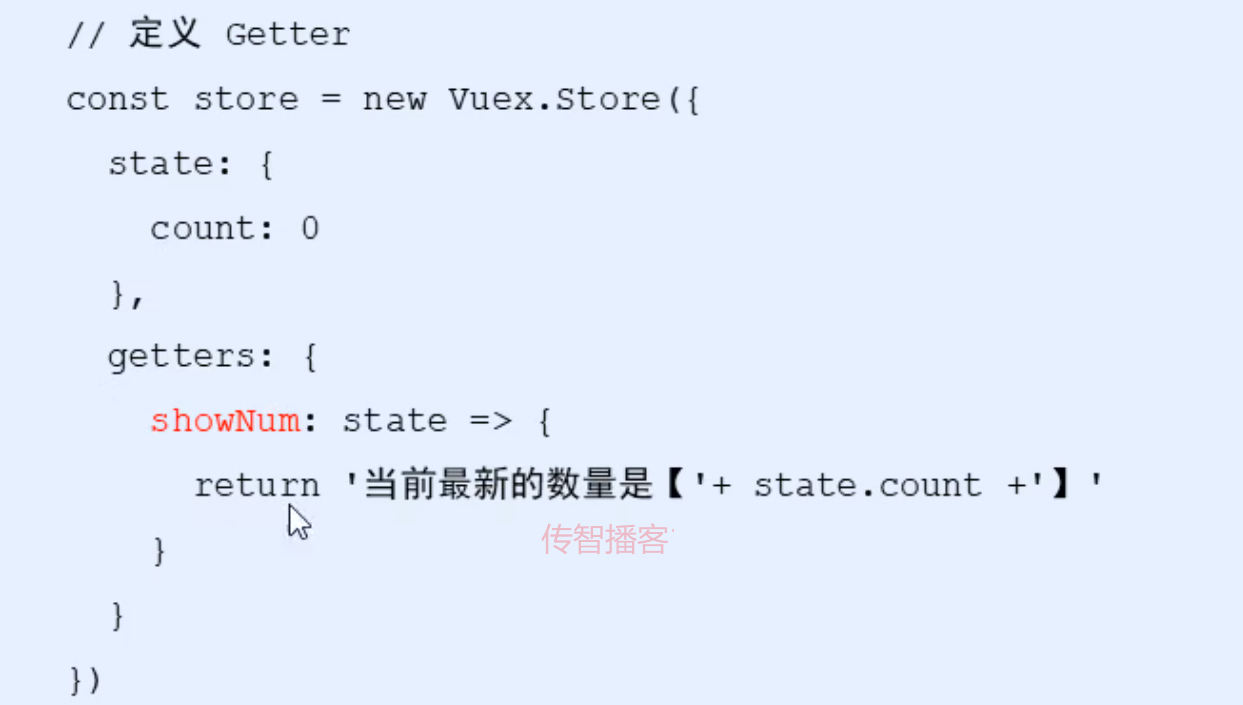 // 定义 Getter
const store = new Vuex.Store({
  state: {
    count: 0
  },
  getters: {
    showNum: state => {
      return '当前最新的数量是【'+ state.count +'】'
传智播客
    }
  }
})